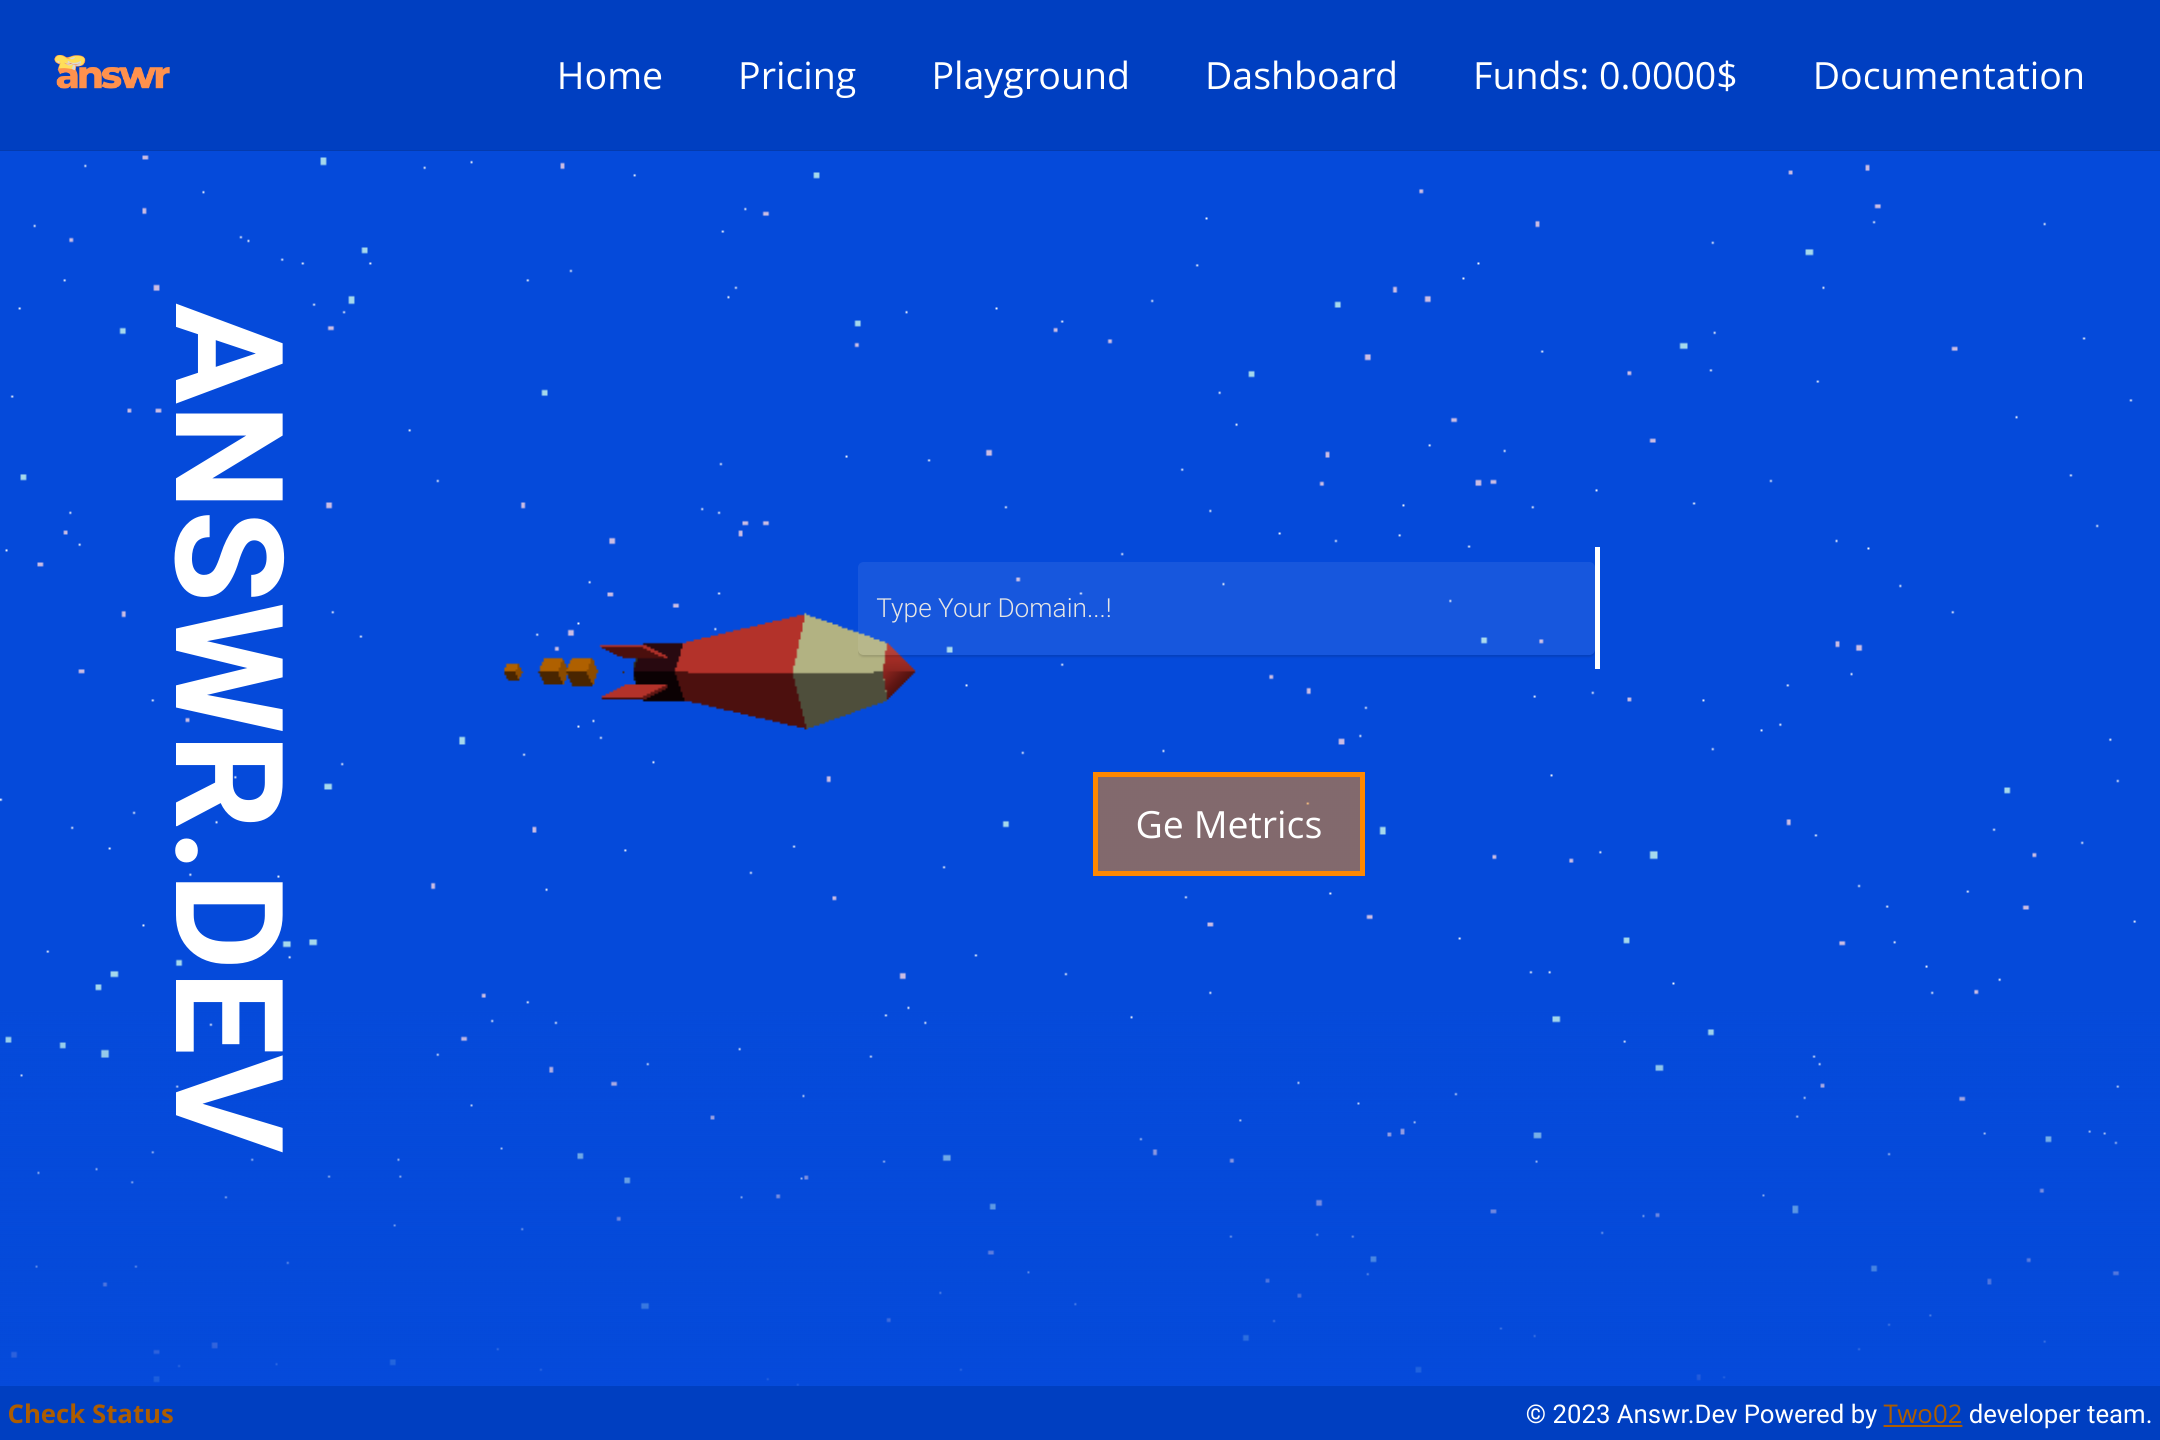 answr
Home Pricing Playground Dashboard Funds: 0.0000$ Documentation
ANSWR.DEV
Type Your Domain...!
Ge Metrics
Check Status
© 2023 Answr.Dev Powered by Two02 developer team.